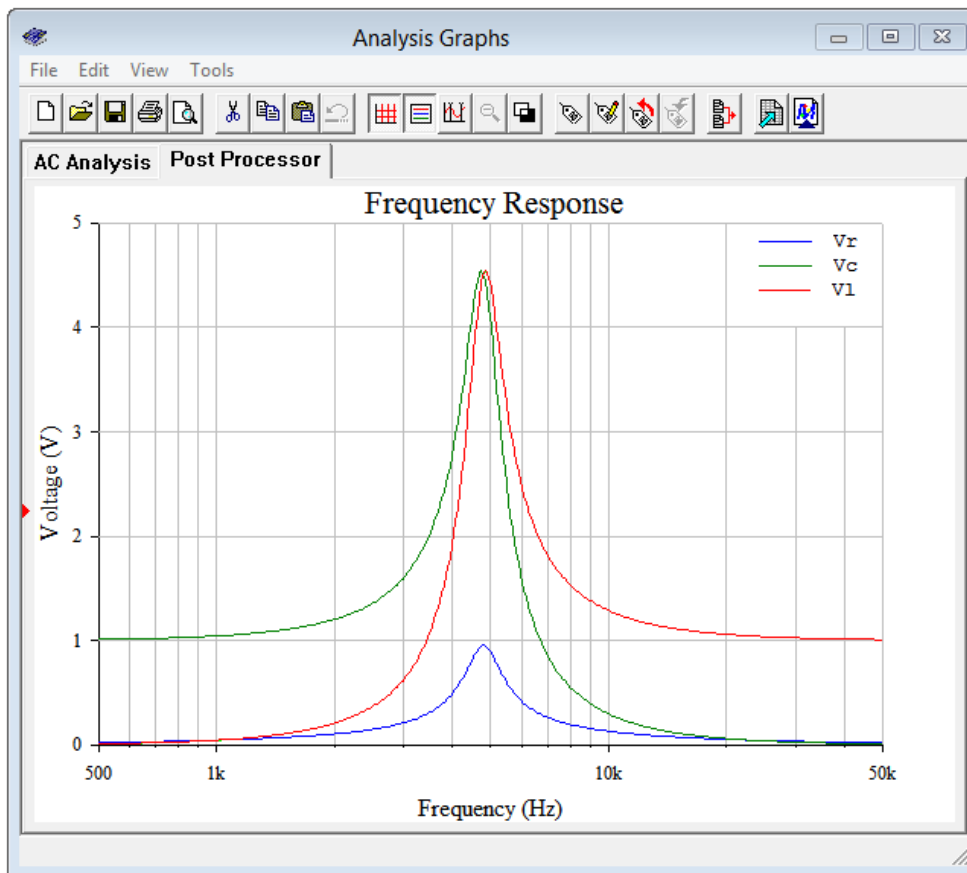 Analysis Graphs
File Edit View Tools
AC Analysis Post Processor
Frequency Response
5
4
3
2
1
0
Voltage (V)
Vr
Vc
Vl
500 1k 10k 50k
Frequency (Hz)